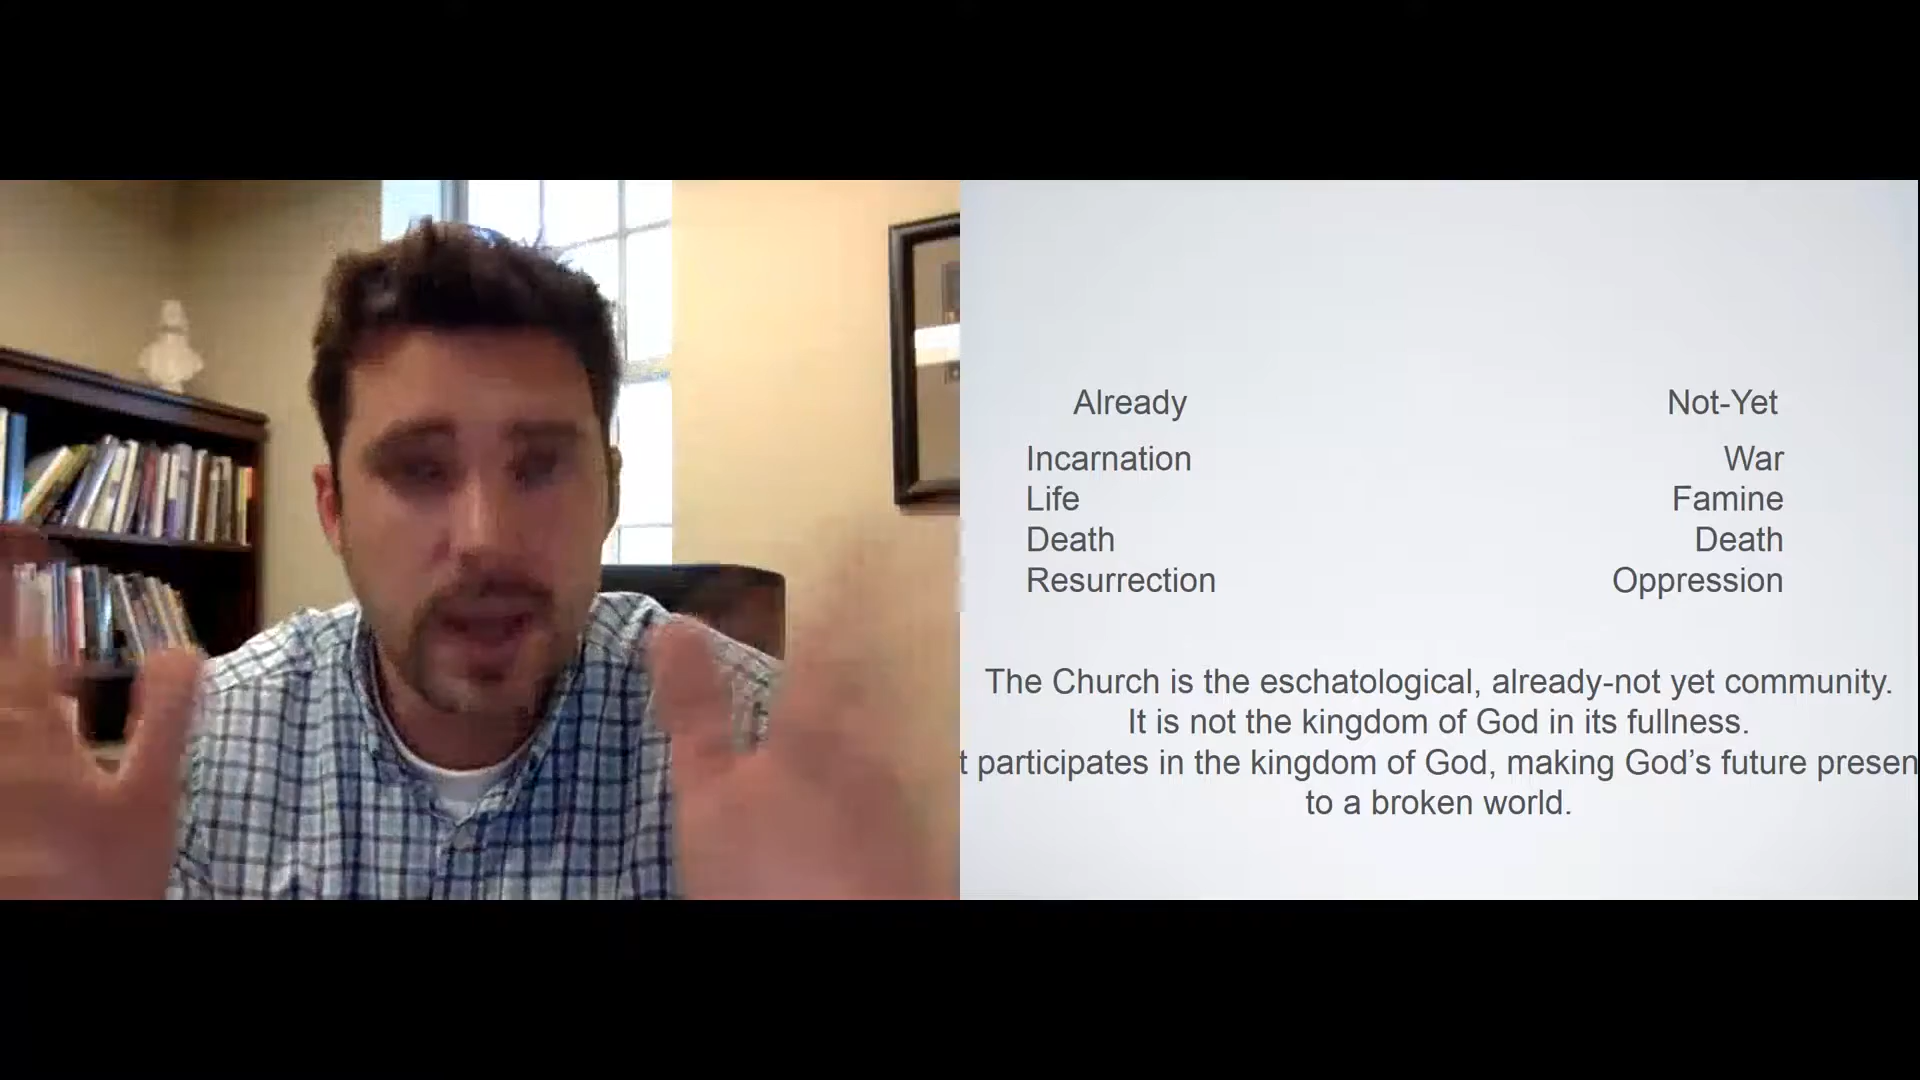 Already Not-Yet
Incarnation War
Life Famine
Death Death
Resurrection Oppression
The Church is the eschatological, already-not yet community.
It is not the kingdom of God in its fullness.
t participates in the kingdom of God, making God’s future presen
to a broken world.